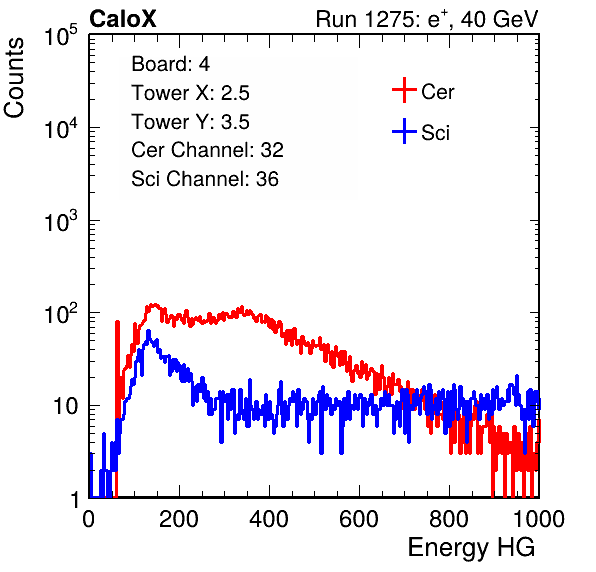 CaloX Run 1275: e⁺, 40 GeV
Board: 4
Tower X: 2.5
Tower Y: 3.5
Cer Channel: 32
Sci Channel: 36
Cer
Sci
Counts
10⁵
10⁴
10³
10²
10
1
0 200 400 600 800 1000
Energy HG